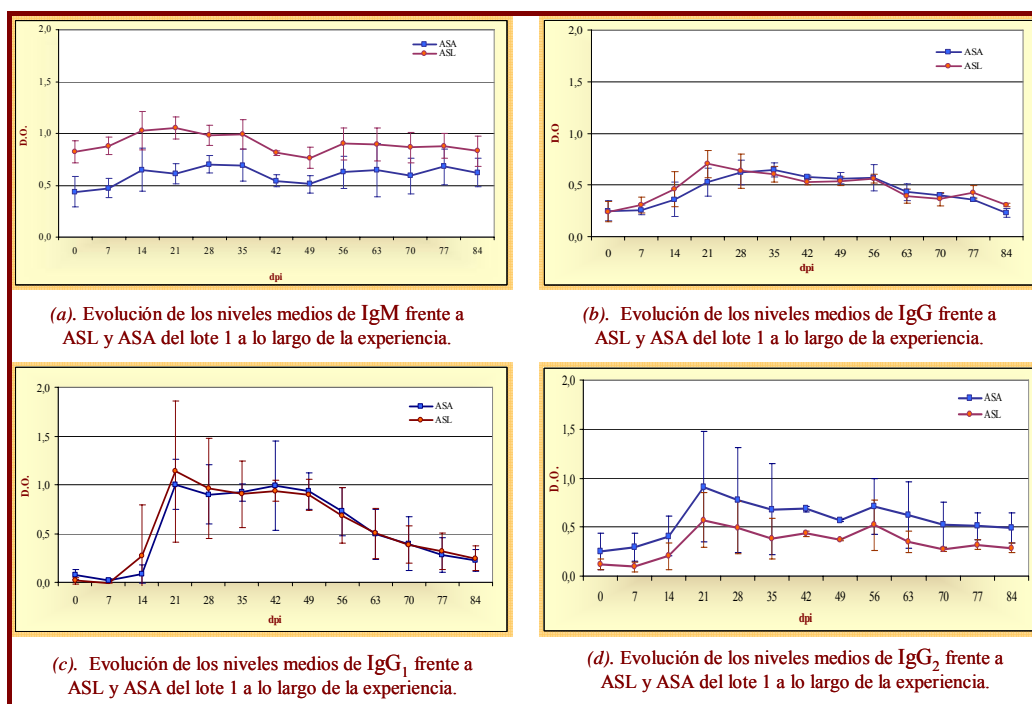 2,0
1,5
1,0
0,5
0,0
D.O.
ASA
ASL
0 7 14 21 28 35 42 49 56 63 70 77 84
dpi
(a). Evolución de los niveles medios de IgM frente a
ASL y ASA del lote 1 a lo largo de la experiencia.
2,0
1,5
1,0
0,5
0,0
D.O
ASA
ASL
0 7 14 21 28 35 42 49 56 63 70 77 84
dpi
(b). Evolución de los niveles medios de IgG frente a
ASL y ASA del lote 1 a lo largo de la experiencia.
2,0
1,5
1,0
0,5
0,0
D.O.
ASA
ASL
0 7 14 21 28 35 42 49 56 63 70 77 84
dpi
(c). Evolución de los niveles medios de IgG1 frente a
ASL y ASA del lote 1 a lo largo de la experiencia.
2,0
1,5
1,0
0,5
0,0
D.O.
ASA
ASL
0 7 14 21 28 35 42 49 56 63 70 77 84
dpi
(d). Evolución de los niveles medios de IgG2 frente a
ASL y ASA del lote 1 a lo largo de la experiencia.